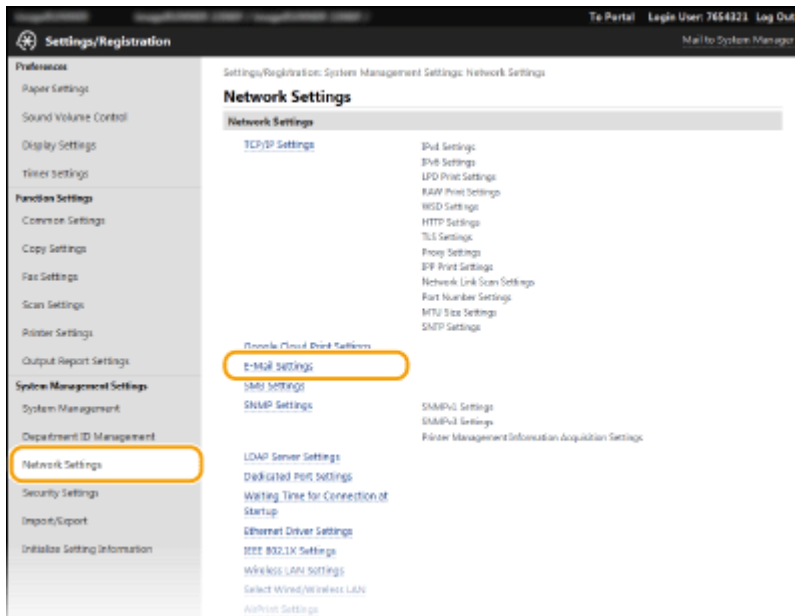 To Portal Login User: 7654321 Log Out
Settings/Registration
Mail to System Manager
Preferences
Paper Settings
Sound Volume Control
Display Settings
Timer Settings
Function Settings
Common Settings
Copy Settings
Fax Settings
Scan Settings
Printer Settings
Output Report Settings
System Management Settings
System Management
Department ID Management
Network Settings
Security Settings
Import/Export
Initialize Setting Information
Settings/Registration: System Management Settings: Network Settings
Network Settings
Network Settings
TCP/IP Settings
IPv4 Settings
IPv6 Settings
LPD Print Settings
RAW Print Settings
WSD Settings
HTTP Settings
TLS Settings
Proxy Settings
IPP Print Settings
Network Link Scan Settings
Port Number Settings
MTU Size Settings
SNTP Settings
Google Cloud Print Settings
E-Mail Settings
SMB Settings
SNMP Settings
SNMPv1 Settings
SNMPv3 Settings
Printer Management Information Acquisition Settings
LDAP Server Settings
Dedicated Port Settings
Waiting Time for Connection at
Startup
Ethernet Driver Settings
IEEE 802.1X Settings
Wireless LAN Settings
Select Wired/Wireless LAN
AirPrint Settings